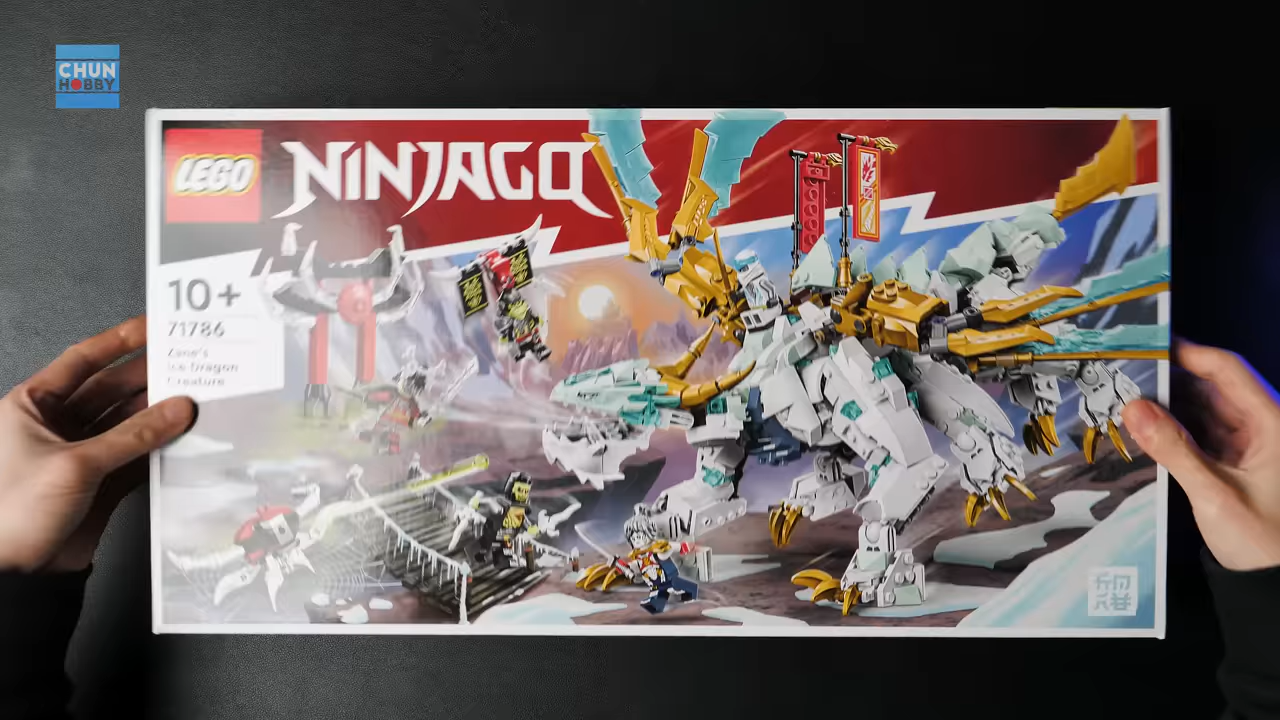 CHUN
HOBBY
LEGO
NINJAGO
10+
71786
Zane's
Ice Dragon
Creature